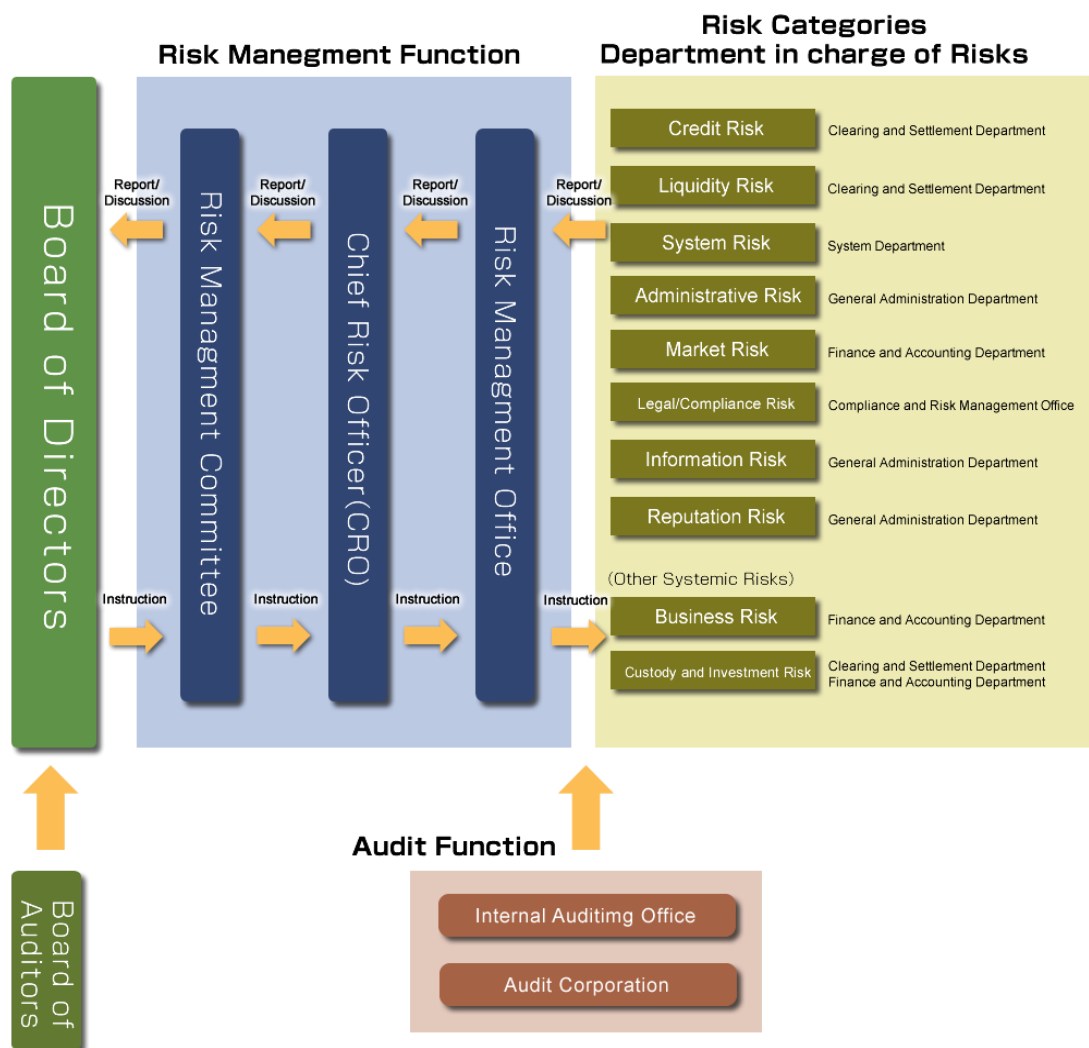 Risk Manegment Function
Risk Categories
Department in charge of Risks
Board of Directors
Report/
Discussion
Risk Managment Committee
Report/
Discussion
Chief Risk Officer(CRO)
Report/
Discussion
Risk Managment Office
Report/
Discussion
Instruction
Instruction
Instruction
Instruction
Credit Risk
Clearing and Settlement Department
Liquidity Risk
Clearing and Settlement Department
System Risk
System Department
Administrative Risk
General Administration Department
Market Risk
Finance and Accounting Department
Legal/Compliance Risk
Compliance and Risk Management Office
Information Risk
General Administration Department
Reputation Risk
General Administration Department
(Other Systemic Risks)
Business Risk
Finance and Accounting Department
Custody and Investment Risk
Clearing and Settlement Department
Finance and Accounting Department
Audit Function
Internal Auditimg Office
Audit Corporation
Board of
Auditors